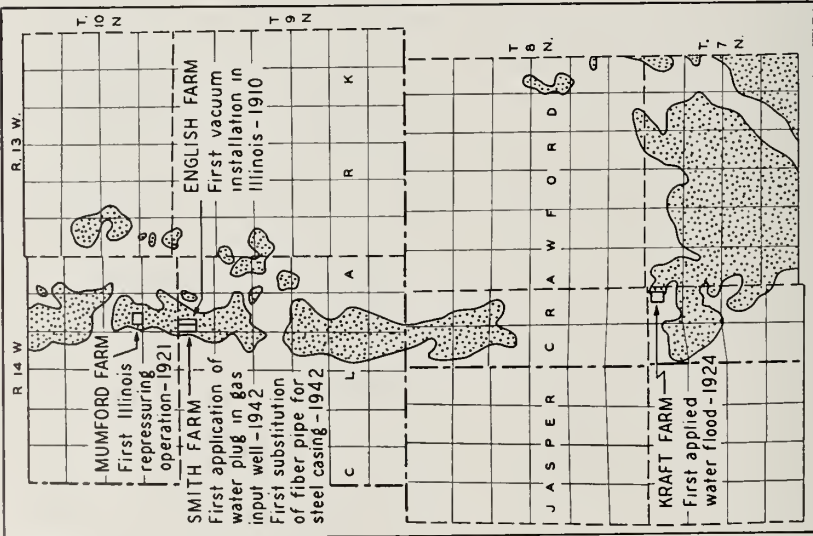 R 14 W
R. 13 W.
T.
10
N
T
9
N
T
8
N.
T.
7
N.
MUMFORD FARM
First Illinois
repressuring
operation-1921
SMITH FARM
First application of
water plug in gas
input well-1942
First substitution
of fiber pipe for
steel casing-1942
ENGLISH FARM
First vacuum
installation in
Illinois-1910
C L A R K
JASPER
CRAWFORD
KRAFT FARM
First applied
water flood-1924